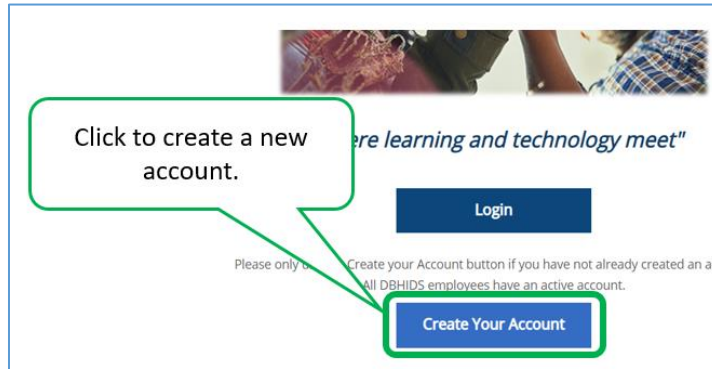 Click to create a new
account.
ere learning and technology meet"
Login
Please only Create your Account button if you have not already created an a
All DBHIDS employees have an active account.
Create Your Account